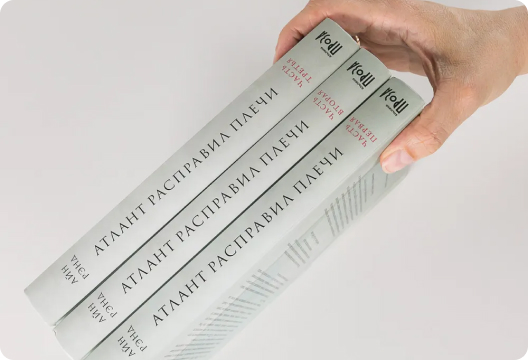 АЙН
РЭНД
АТЛАНТ РАСПРАВИЛ ПЛЕЧИ
ЧАСТЬ
ТРЕТЬЯ
АЙН
РЭНД
АТЛАНТ РАСПРАВИЛ ПЛЕЧИ
ЧАСТЬ
ВТОРАЯ
АЙН
РЭНД
АТЛАНТ РАСПРАВИЛ ПЛЕЧИ
ЧАСТЬ
ПЕРВАЯ